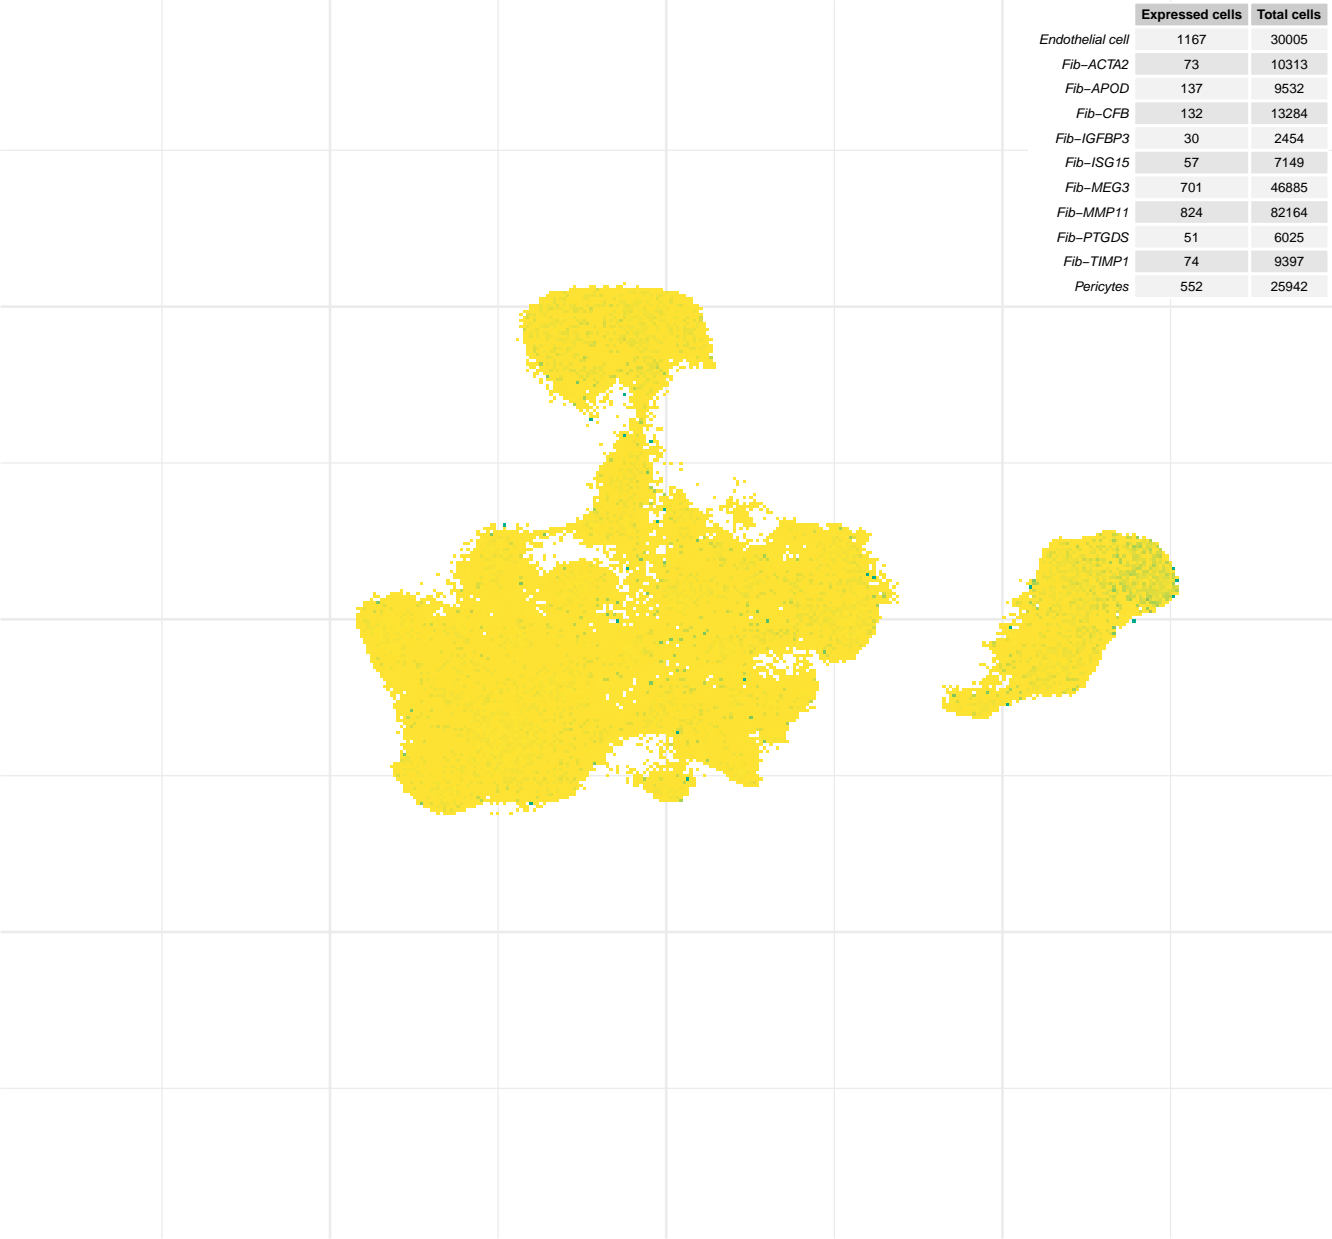 Expressed cells Total cells
Endothelial cell 1167 30005
Fib−ACTA2 73 10313
Fib−APOD 137 9532
Fib−CFB 132 13284
Fib−IGFBP3 30 2454
Fib−ISG15 57 7149
Fib−MEG3 701 46885
Fib−MMP11 824 82164
Fib−PTGDS 51 6025
Fib−TIMP1 74 9397
Pericytes 552 25942